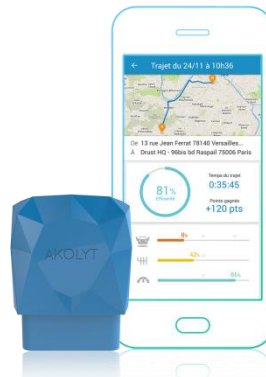 AKOLYT
← Trajet du 24/11 à 10h36
De 13 rue Jean Ferrat 78140 Versailles...
A Drust HQ - 96bis bd Raspail 75006 Paris
81%
Efficacité
Temps du trajet
0:35:45
Points gagnés
+120 pts
8%
42%
86%